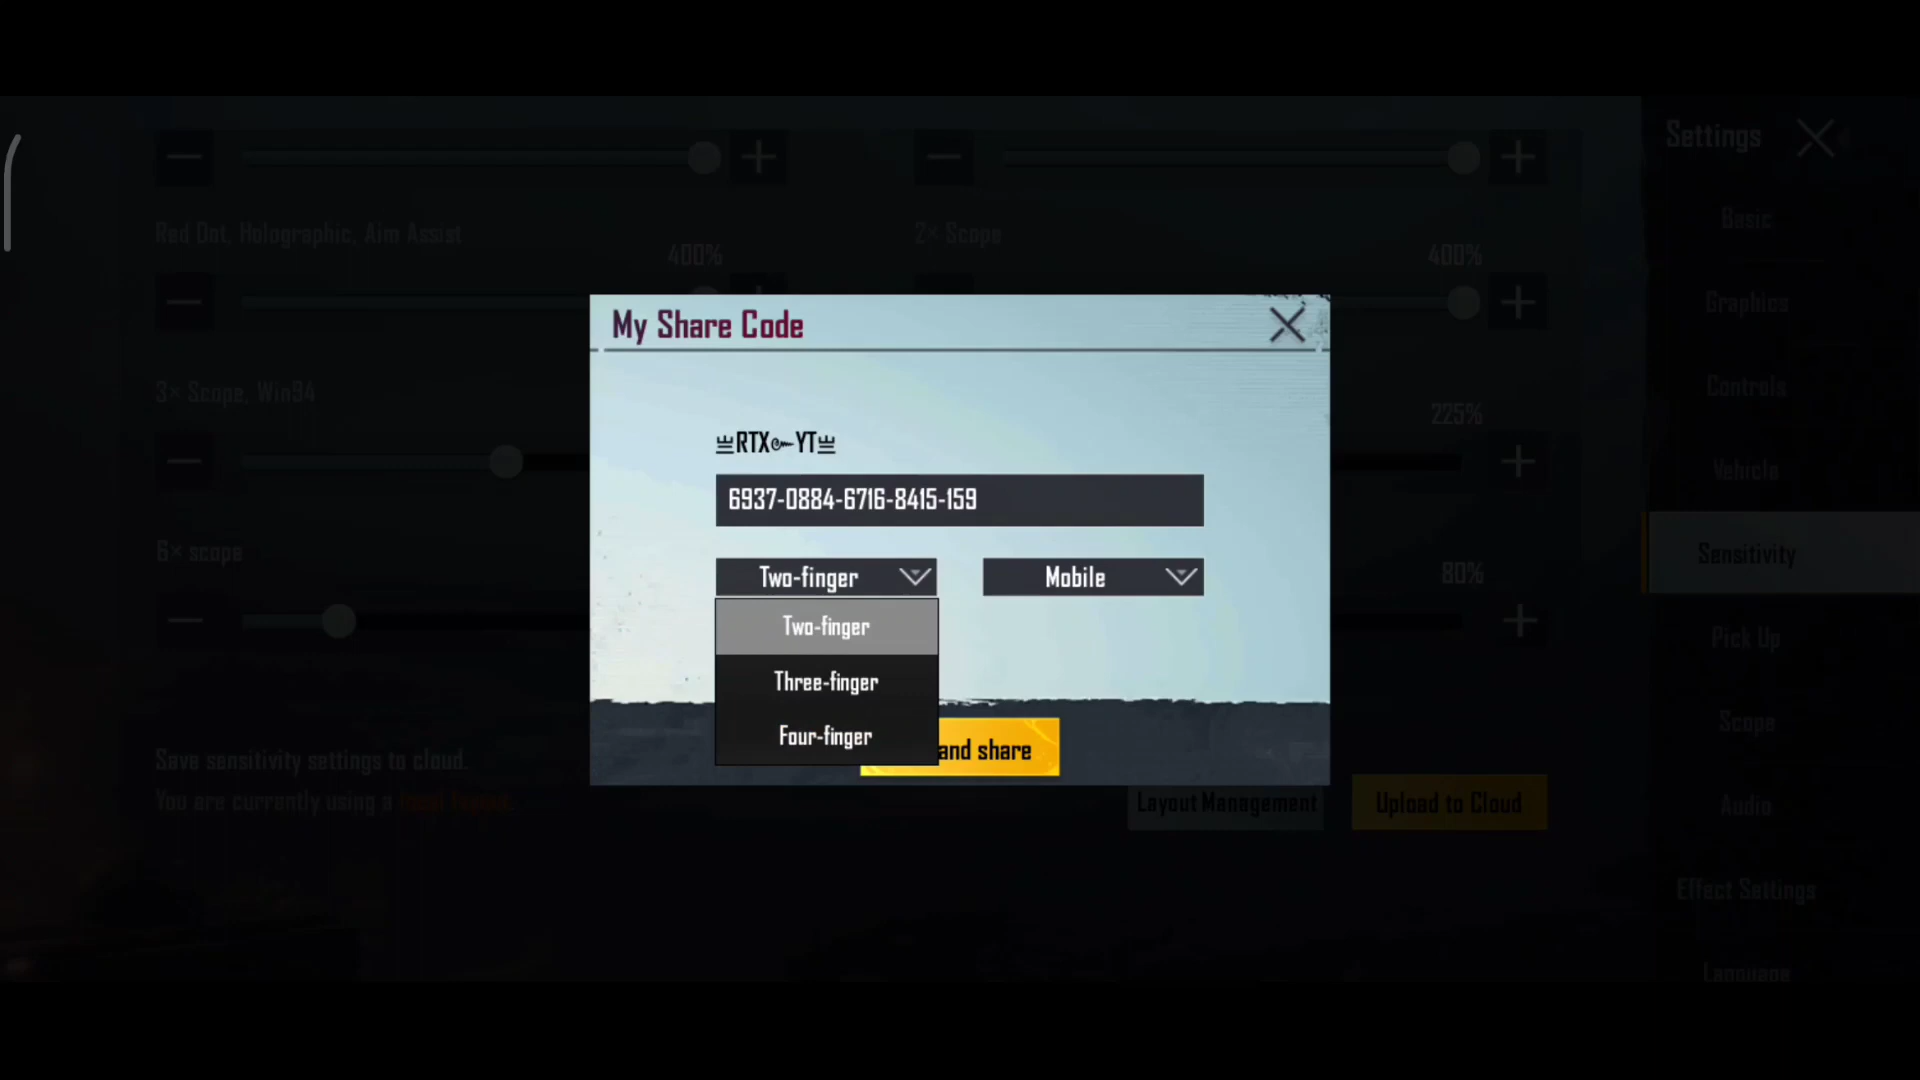 Settings
Basic
Red Dot, Holographic, Aim Assist
2× Scope
400%
400%
Graphics
My Share Code
3× Scope, Win94
225%
Controls
RTX YT
Vehicle
6937-0884-6716-8415-159
6× scope
Two-finger
Mobile
80%
Sensitivity
Two-finger
Three-finger
Four-finger
Pick Up
Scope
and share
Save sensitivity settings to cloud.
You are currently using a
Layout Management
Upload to Cloud
Audio
Effect Settings
Language